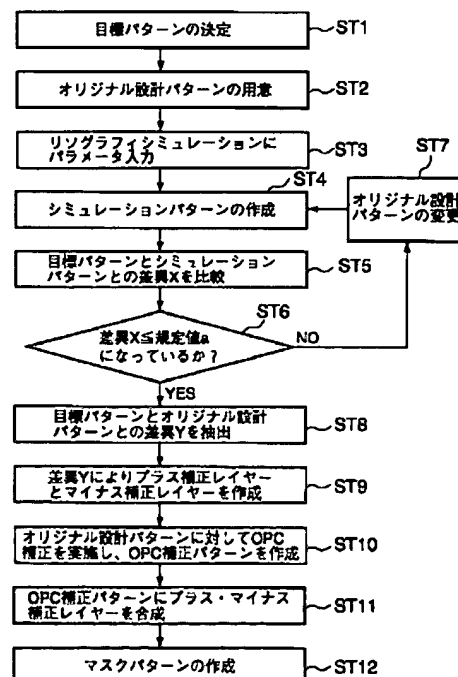 目標パターンの決定
ST1
オリジナル設計パターンの用意
ST2
リソグラフィシミュレーションに
パラメータ入力
ST3
ST4
シミュレーションパターンの作成
ST7
オリジナル設計
パターンの変更
目標パターンとシミュレーション
パターンとの差異Xを比較
ST5
ST6
差異X≦規定値a
になっているか?
NO
YES
目標パターンとオリジナル設計
パターンとの差異Yを抽出
ST8
差異Yによりプラス補正レイヤー
とマイナス補正レイヤーを作成
ST9
オリジナル設計パターンに対してOPC
補正を実施し、OPC補正パターンを作成
ST10
OPC補正パターンにプラス・マイナス
補正レイヤーを合成
ST11
マスクパターンの作成
ST12